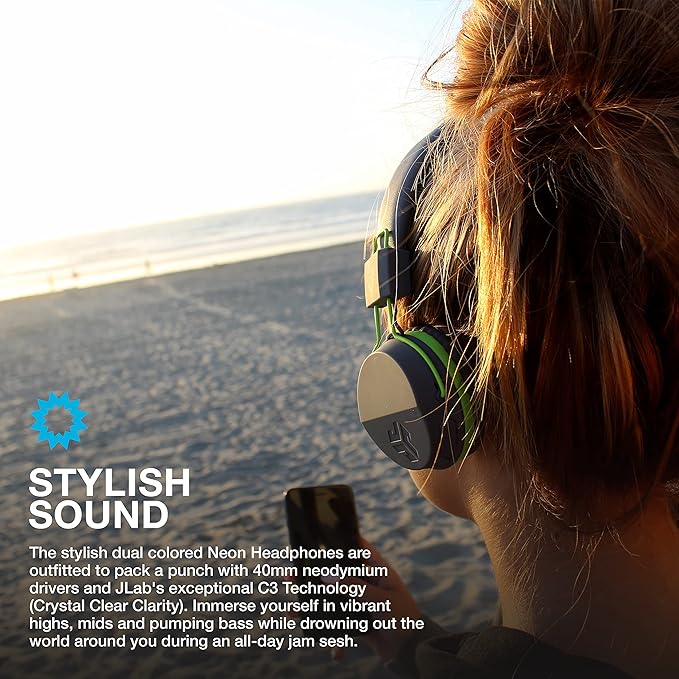 STYLISH
SOUND
The stylish dual colored Neon Headphones are
outfitted to pack a punch with 40mm neodymium
drivers and JLab's exceptional C3 Technology
(Crystal Clear Clarity). Immerse yourself in vibrant
highs, mids and pumping bass while drowning out the
world around you during an all-day jam sesh.